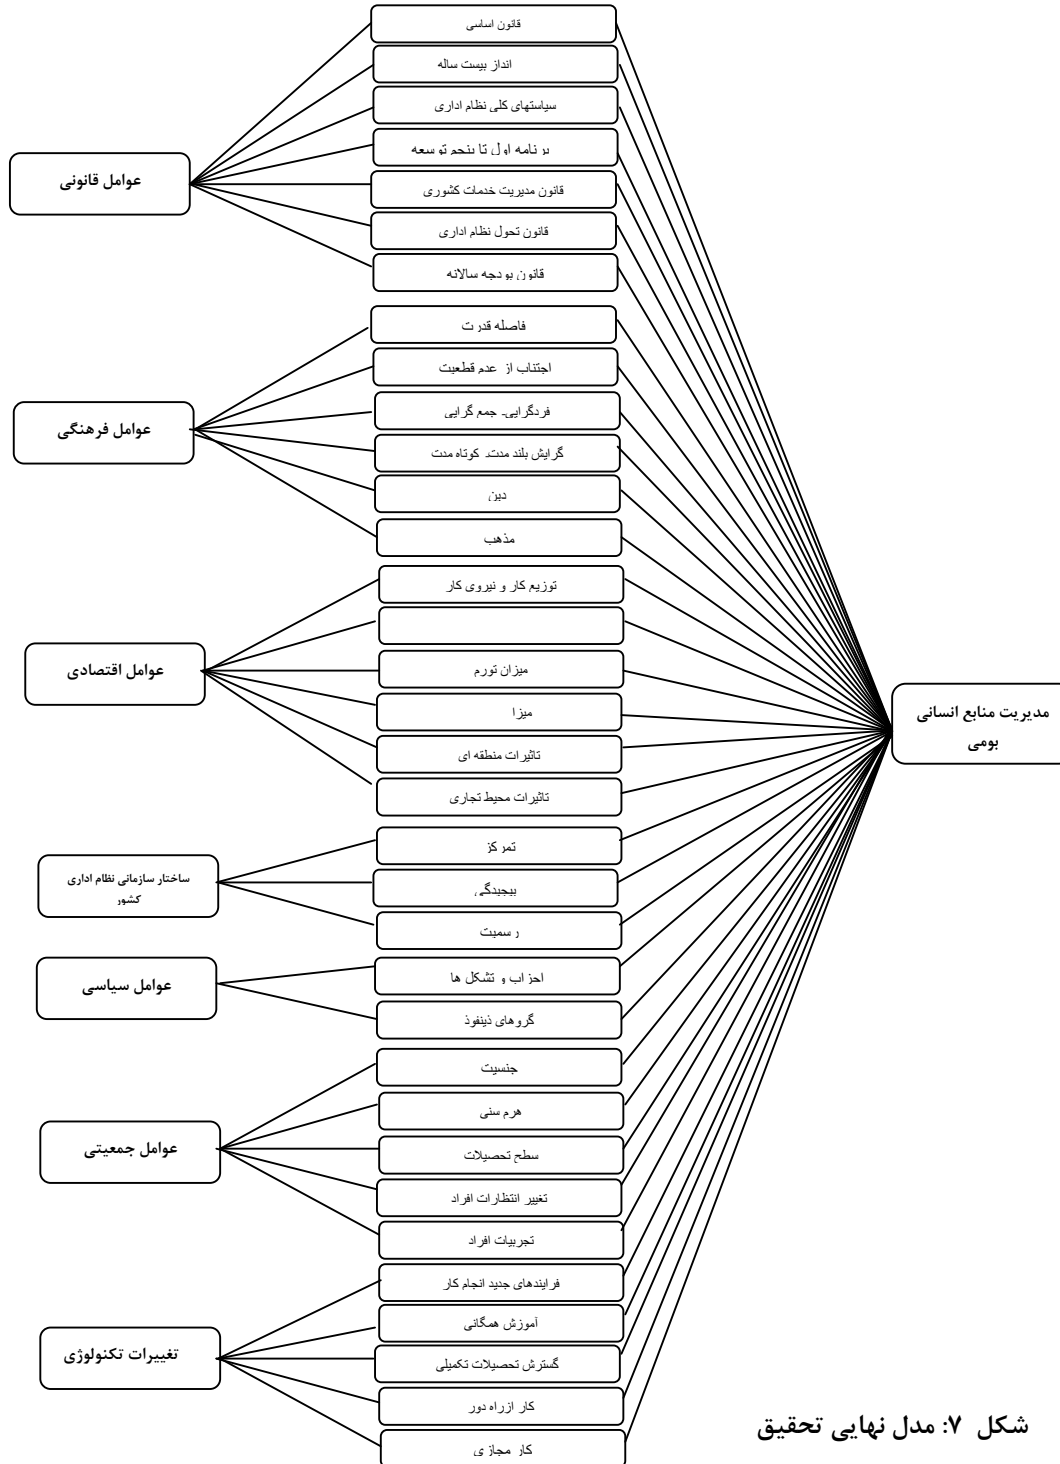 قانون اساسی
انداز بیست ساله
سیاستهای کلی نظام اداری
برنامه اول تا پنجم توسعه
قانون مدیریت خدمات کشوری
قانون تحول نظام اداری
قانون بودجه سالانه
عوامل قانونی
فاصله قدرت
اجتناب از عدم قطعیت
فردگرایی- جمع گرایی
گرایش بلند مدت- کوتاه مدت
دین
مذهب
عوامل فرهنگی
توزیع کار و نیروی کار
میزان تورم
میزا
تاثیرات منطقه ای
تاثیرات محیط تجاری
عوامل اقتصادی
مدیریت منابع انسانی
بومی
تمرکز
پیچیدگی
رسمیت
ساختار سازمانی نظام اداری
کشور
احزاب و تشکل ها
گروهای ذینفوذ
عوامل سیاسی
جنسیت
هرم سنی
سطح تحصیلات
تغییر انتظارات افراد
تجربیات افراد
عوامل جمعیتی
فرایندهای جدید انجام کار
آموزش همگانی
گسترش تحصیلات تکمیلی
کار ازراه دور
کار مجازی
تغییرات تکنولوژی
شکل ۷: مدل نهایی تحقیق